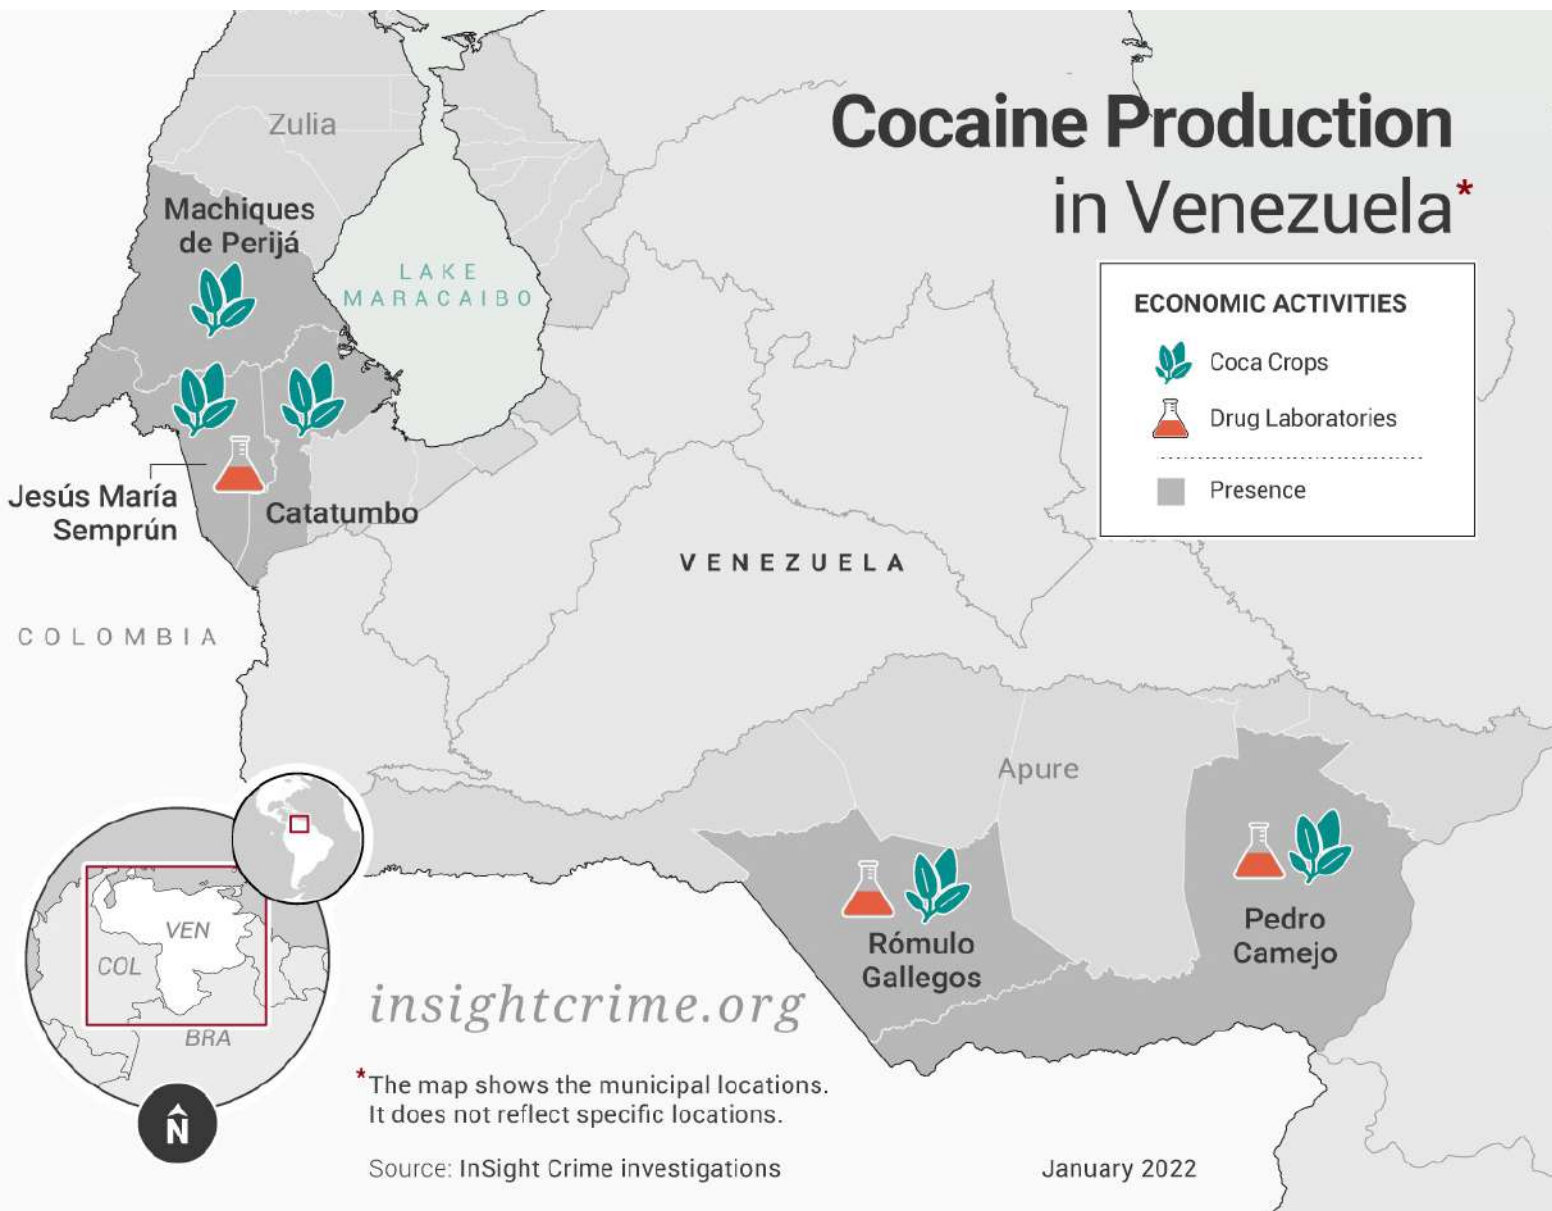 Cocaine Production
in Venezuela*
Zulia
Machiques
de Perijá
LAKE
MARACAIBO
ECONOMIC ACTIVITIES
Coca Crops
Drug Laboratories
Presence
Jesús María
Semprún
Catatumbo
VENEZUELA
COLOMBIA
Apure
Rómulo
Gallegos
Pedro
Camejo
VEN
COL
BRA
N
insightcrime.org
*The map shows the municipal locations.
It does not reflect specific locations.
Source: InSight Crime investigations
January 2022